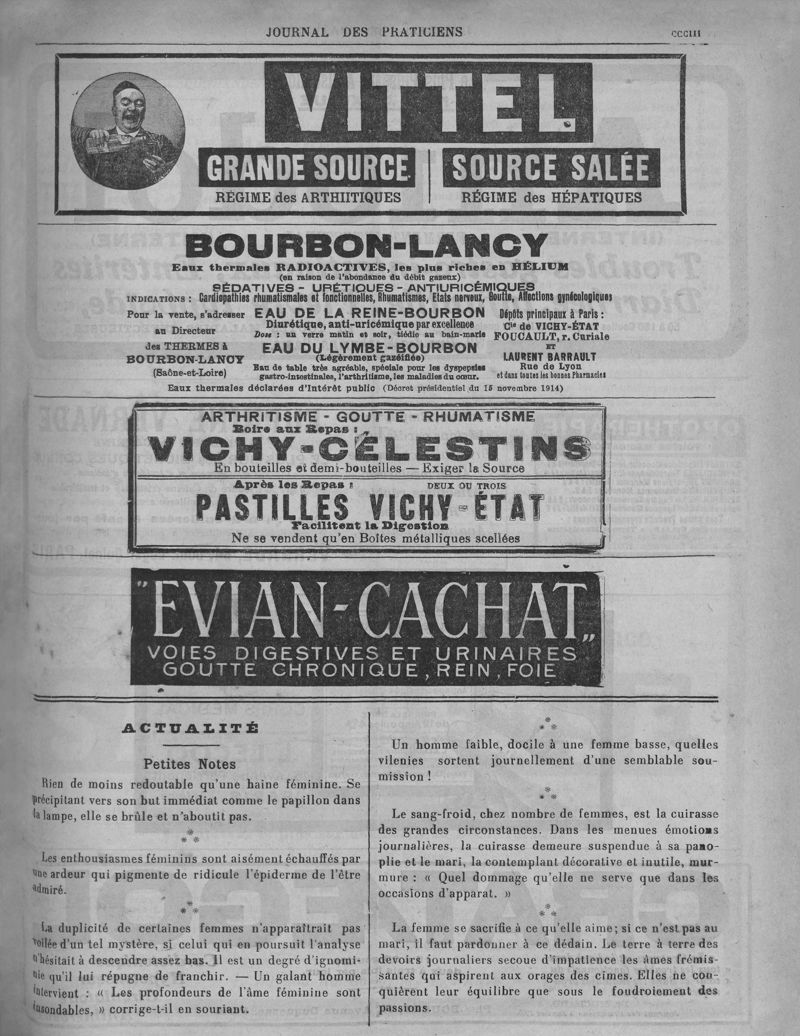 JOURNAL DES PRATICIENS
CCCIII
VITTEL
GRANDE SOURCE
SOURCE SALÉE
RÉGIME des ARTHIITIQUES
RÉGIME des HÉPATIQUES
BOURBON-LANCY
Eaux thermales RADIOACTIVES, les plus riches en HÉLIUM
(en raison de l'abondance du débit gazeux)
SÉDATIVES - URÉTIQUES - ANTIURICÉMIQUES
INDICATIONS : Cardiopathies rhumatismales et fonctionnelles, Rhumatismes, Etats nerveux, Goutte, Affections gynécologiques
Pour la vente, s'adresser
au Directeur
des THERMES à
BOURBON-LANCY
(Saône-et-Loire)
EAU DE LA REINE-BOURBON
Diurétique, anti-uricémique par excellence
Dose : un verre matin et soir, tiédie au bain-marie
EAU DU LYMBE-BOURBON
(Légèrement gazéifiée)
Eau de table très agréable, spéciale pour les dyspepsies
gastro-intestinales, l'arthritisme, les maladies du cœur.
Dépôts principaux à Paris :
Cie de VICHY-ÉTAT
FOUCAULT, r. Curiale
ET
LAURENT BARRAULT
Rue de Lyon
et dans toutes les bonnes Pharmacies
Eaux thermales déclarées d'Intérêt public (Décret présidentiel du 15 novembre 1914)
ARTHRITISME - GOUTTE - RHUMATISME
Boire aux Repas :
VICHY-CÉLESTINS
En bouteilles et demi-bouteilles — Exiger la Source
Après les Repas : DEUX OU TROIS
PASTILLES VICHY-ÉTAT
Facilitent la Digestion
Ne se vendent qu'en Boîtes métalliques scellées
"EVIAN-CACHAT"
VOIES DIGESTIVES ET URINAIRES
GOUTTE CHRONIQUE, REIN, FOIE
ACTUALITÉ
Petites Notes
Rien de moins redoutable qu'une haine féminine. Se
précipitant vers son but immédiat comme le papillon dans
la lampe, elle se brûle et n'aboutit pas.
*
* *
Les enthousiasmes féminins sont aisément échauffés par
une ardeur qui pigmente de ridicule l'épiderme de l'être
admiré.
*
* *
La duplicité de certaines femmes n'apparaîtrait pas
voilée d'un tel mystère, si celui qui en poursuit l'analyse
n'hésitait à descendre assez bas. Il est un degré d'ignomi-
nie qu'il lui répugne de franchir. — Un galant homme
intervient : « Les profondeurs de l'âme féminine sont
insondables, » corrige-t-il en souriant.
*
* *
Un homme faible, docile à une femme basse, quelles
vilenies sortent journellement d'une semblable sou-
mission !
*
* *
Le sang-froid, chez nombre de femmes, est la cuirasse
des grandes circonstances. Dans les menues émotions
journalières, la cuirasse demeure suspendue à sa pano-
plie et le mari, la contemplant décorative et inutile, mur-
mure : « Quel dommage qu'elle ne serve que dans les
occasions d'apparat. »
*
* *
La femme se sacrifie à ce qu'elle aime; si ce n'est pas au
mari, il faut pardonner à ce dédain. Le terre à terre des
devoirs journaliers secoue d'impatience les âmes frémis-
santes qui aspirent aux orages des cimes. Elles ne con-
quièrent leur équilibre que sous le foudroiement des
passions.